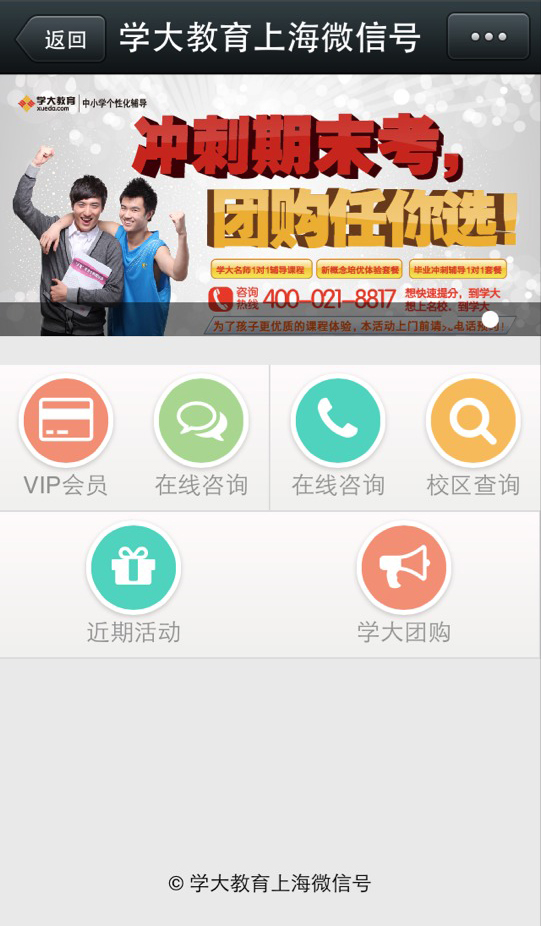 返回
学大教育上海微信号
学大教育
xueda.com
中小学个性化辅导
冲刺期末考，
团购任你选！
学大名师1对1辅导课程
新概念培优体验套餐
毕业冲刺辅导1对1套餐
咨询热线
400-021-8817
想快速提分，到学大
想上名校、到学大
为了孩子更优质的课程体验，本活动上门前请
电话预约！
VIP会员
在线咨询
在线咨询
校区查询
近期活动
学大团购
© 学大教育上海微信号